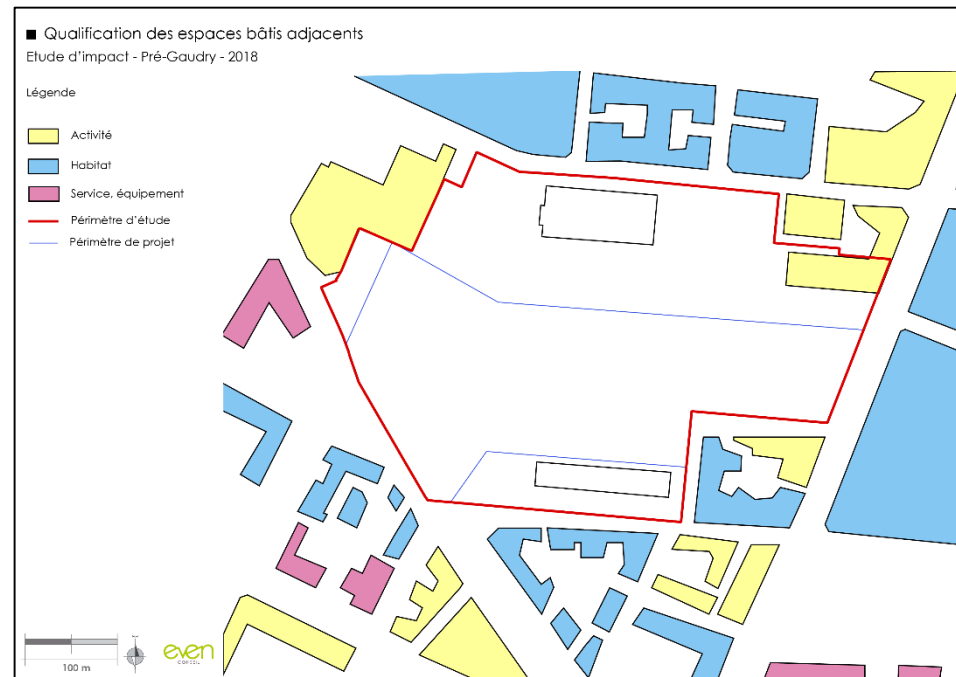 Qualification des espaces bâtis adjacents
Etude d'impact - Pré-Gaudry - 2018
Légende
Activité
Habitat
Service, équipement
Périmètre d'étude
Périmètre de projet
100 m
even
CONSEIL